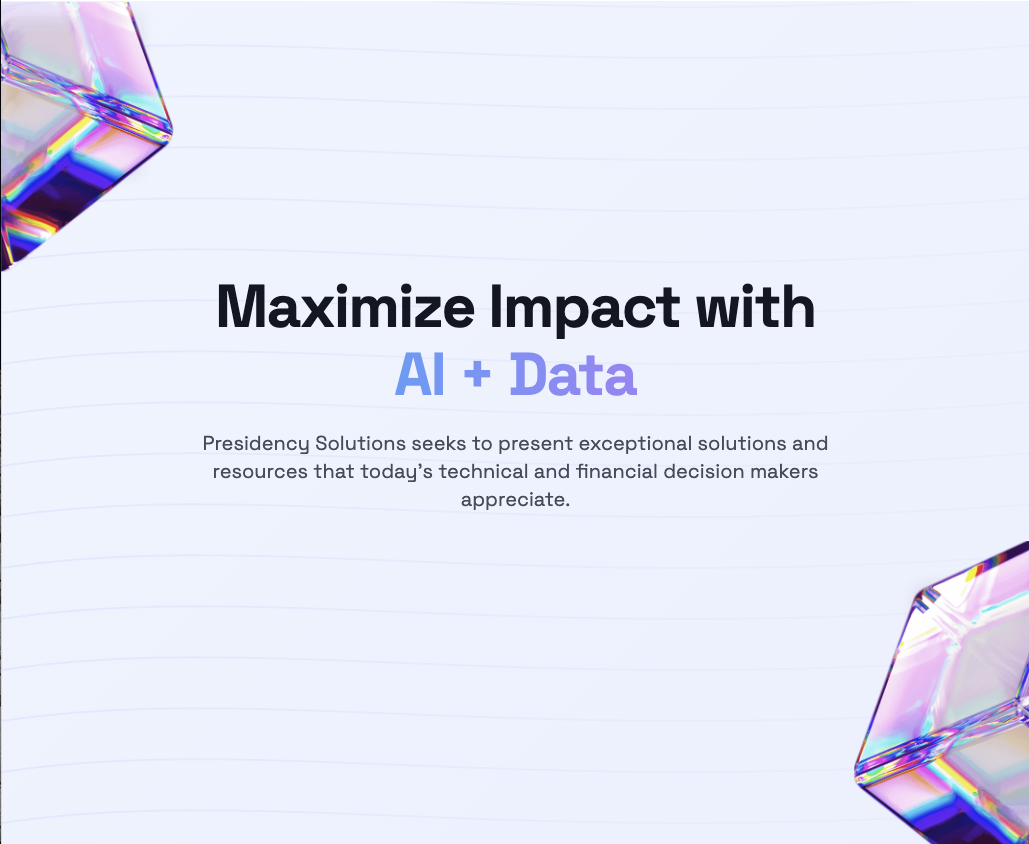 Maximize Impact with
AI + Data
Presidency Solutions seeks to present exceptional solutions and
resources that today's technical and financial decision makers
appreciate.